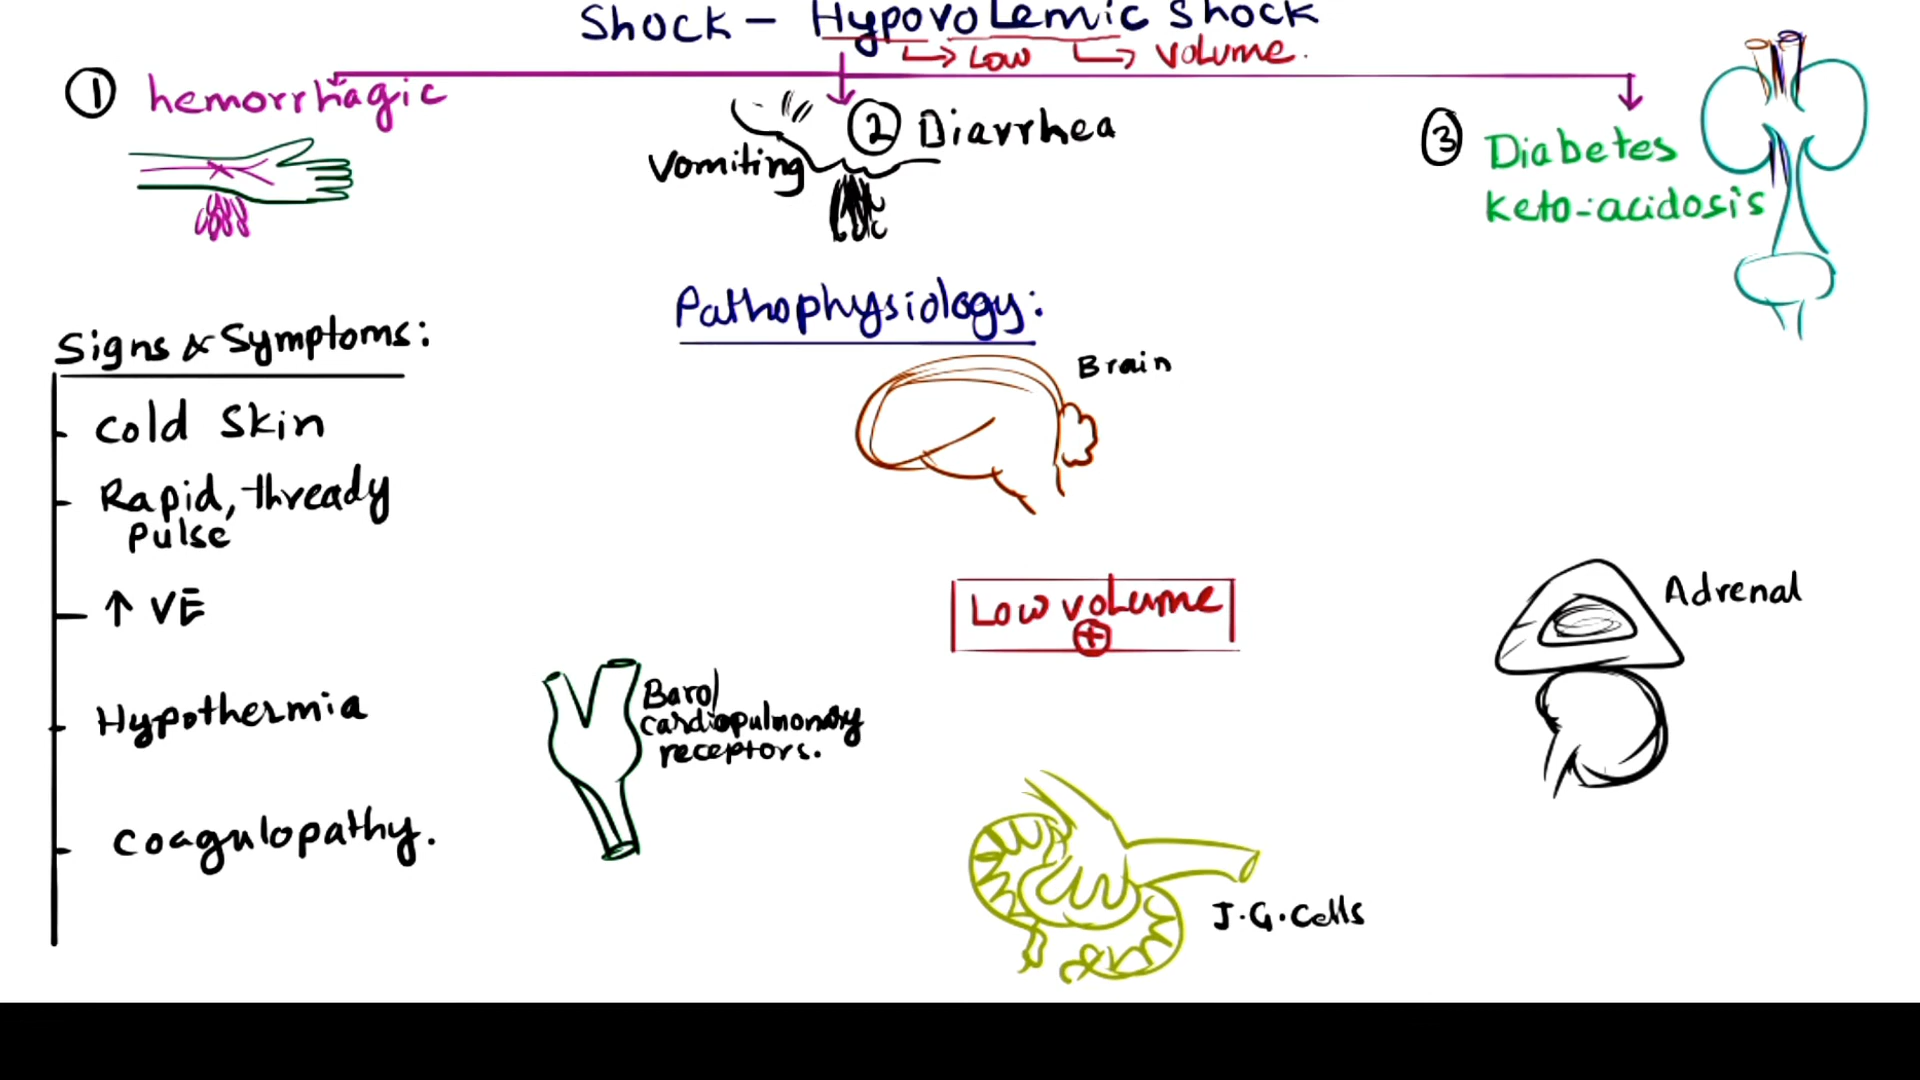 Shock - Hypovolemic Shock
Low
Volume.
1 hemorrhagic
2 Diarrhea
Vomiting
3 Diabetes
keto-acidosis
Pathophysiology:
Signs & Symptoms:
Cold Skin
Rapid, thready
Pulse
↑ VĒ
Hypothermia
Coagulopathy.
Brain
Low volume
+
Adrenal
Baro/
cardiopulmonary
receptors.
J.G.Cells